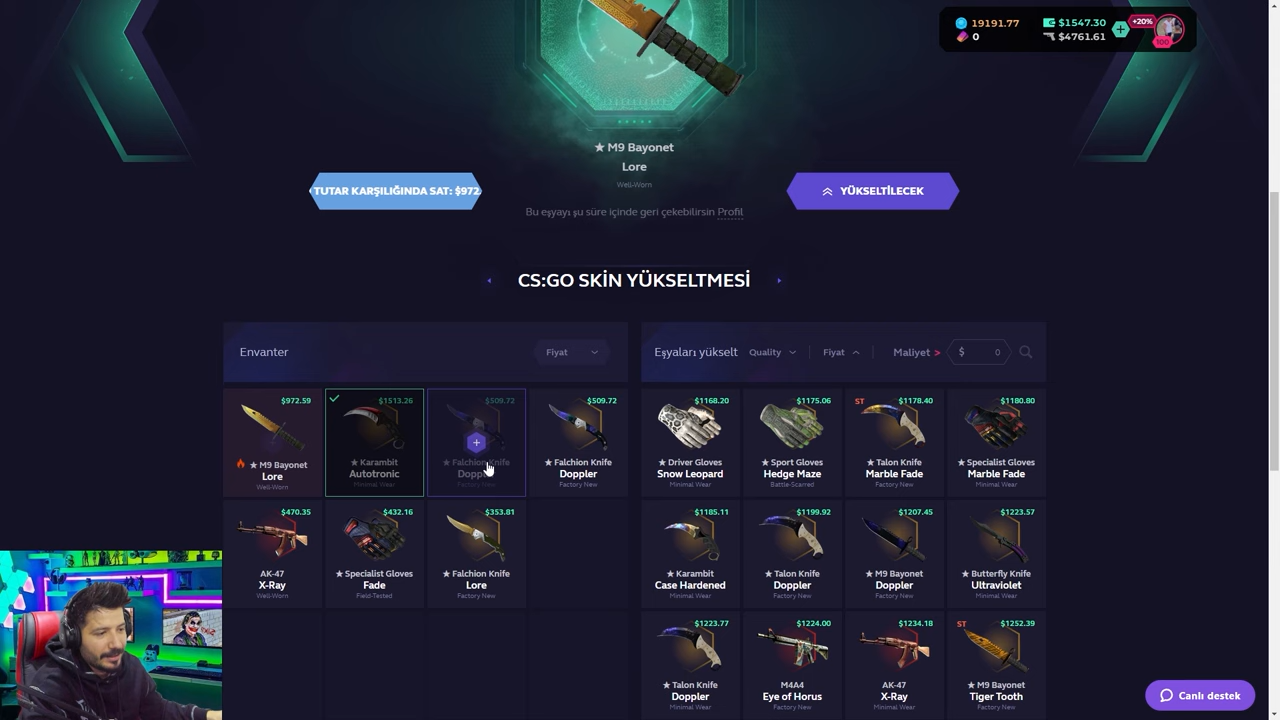 19191.77
$1547.30
+20%
0
$4761.61
100
★ M9 Bayonet
Lore
Well-Worn
TUTAR KARŞILIĞINDA SAT: $972
YÜKSELTİLECEK
Bu eşyayı şu süre içinde geri çekebilirsin Profil
CS:GO SKİN YÜKSELTMESİ
Envanter
Fiyat
Eşyaları yükselt
Quality
Fiyat
Maliyet >
$ 0
$972.59
★ M9 Bayonet
Lore
Well-Worn
$1513.26
★ Karambit
Autotronic
Minimal Wear
$509.72
★ Falchion Knife
Doppler
Factory New
$509.72
★ Falchion Knife
Doppler
Factory New
$470.35
AK-47
X-Ray
Well-Worn
$432.16
★ Specialist Gloves
Fade
Field-Tested
$353.81
★ Falchion Knife
Lore
Factory New
$1168.20
★ Driver Gloves
Snow Leopard
Minimal Wear
$1175.06
★ Sport Gloves
Hedge Maze
Battle-Scarred
ST
$1178.40
★ Talon Knife
Marble Fade
Factory New
$1180.80
★ Specialist Gloves
Marble Fade
Minimal Wear
$1185.11
★ Karambit
Case Hardened
Minimal Wear
$1199.92
★ Talon Knife
Doppler
Factory New
$1207.45
★ M9 Bayonet
Doppler
Factory New
$1223.57
★ Butterfly Knife
Ultraviolet
Minimal Wear
$1223.77
★ Talon Knife
Doppler
Minimal Wear
$1224.00
M4A4
Eye of Horus
Factory New
$1234.18
AK-47
X-Ray
Minimal Wear
ST
$1252.39
★ M9 Bayonet
Tiger Tooth
Factory New
Canlı destek